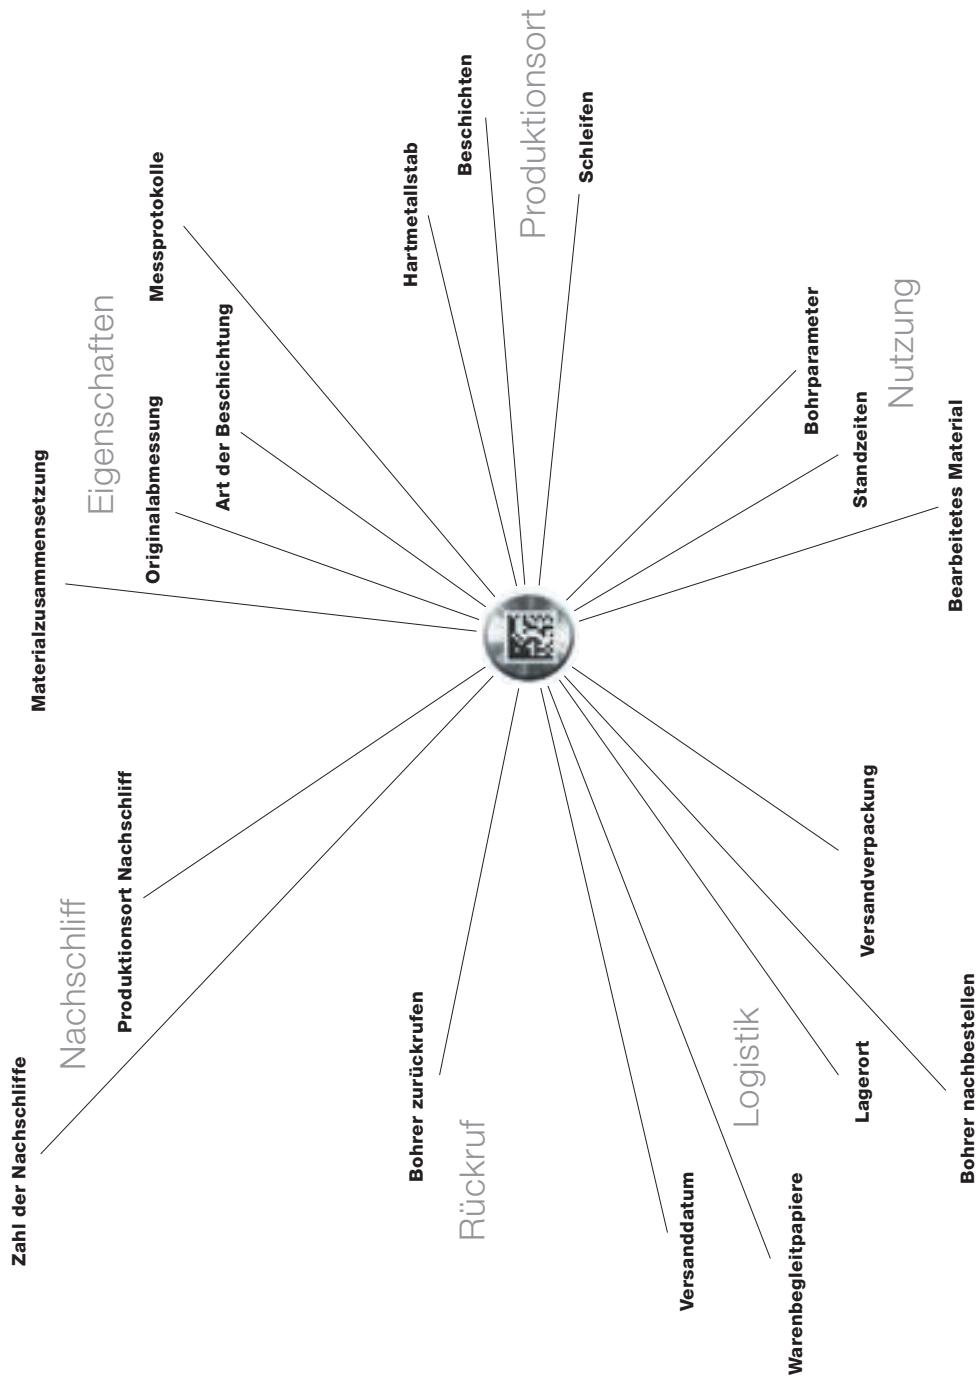 Zahl der Nachschliffe
Nachschliff
Produktionsort Nachschliff
Materialzusammensetzung
Eigenschaften
Originalabmessung
Art der Beschichtung
Messprotokolle
Hartmetallstab
Beschichten
Produktionsort
Schleifen
Bohrer zurückrufen
Rückruf
Bohrparameter
Standzeiten
Nutzung
Bearbeitetes Material
Versanddatum
Logistik
Warenbegleitpapiere
Lagerort
Versandverpackung
Bohrer nachbestellen